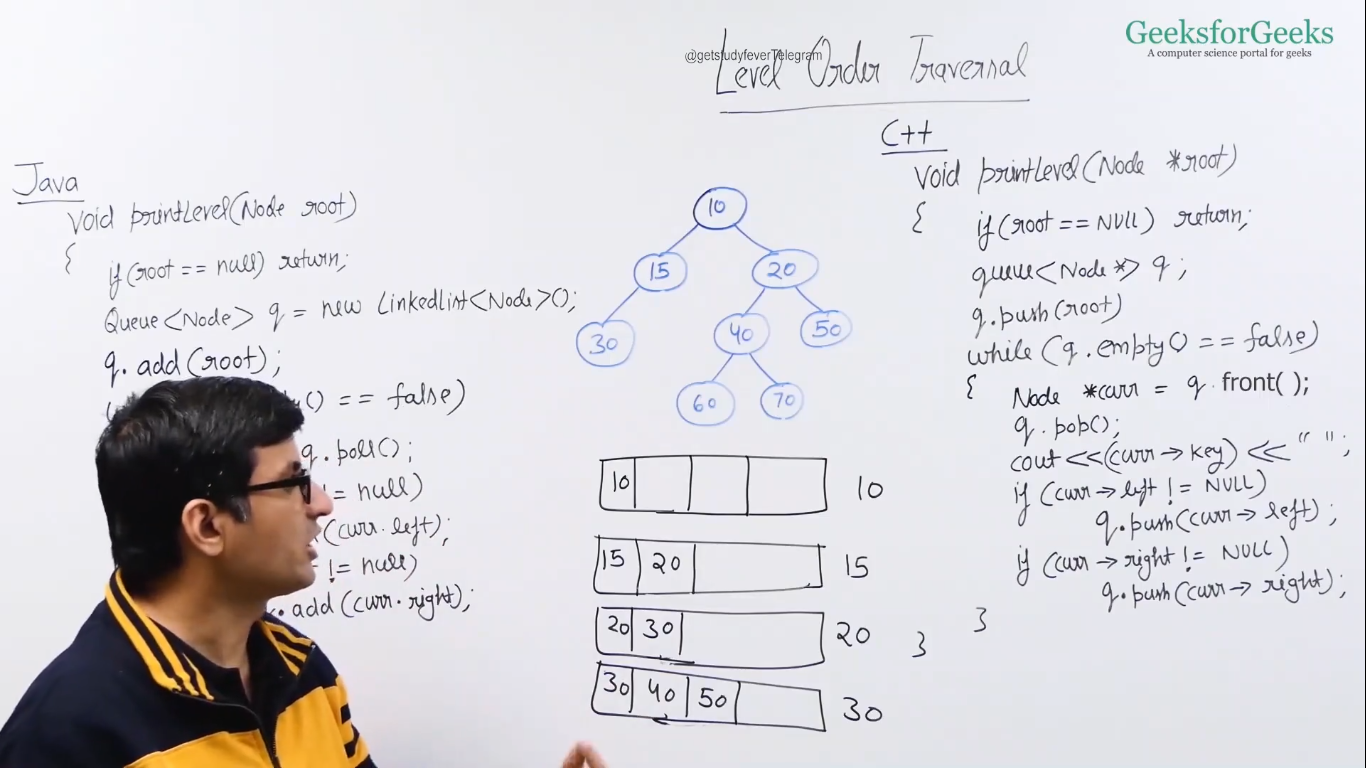 GeeksforGeeks
A computer science portal for geeks
@getstudyfeverTelegram
Level Order Traversal
Java
void printLevel(Node root)
{
if(root == null) return;
Queue<Node> q = new LinkedList<Node>();
q. add (root);
() == false)
q. poll();
!= null)
(curr. left);
!= null)
. add (curr. right);
10
15
20
30
40
50
60
70
10
10
15 20
15
20 30
20
30 40 50
30
C++
void printLevel(Node *root)
{
if(root == NULL) return;
queue<Node *> q ;
q. push (root)
while (q . empty() == false)
{
Node *curr = q . front( );
q. pop();
cout <<(curr → key) << " ";
if (curr → left != NULL)
q. push(curr → left) ;
if (curr → right != NULL)
q. push(curr → right);
}
}